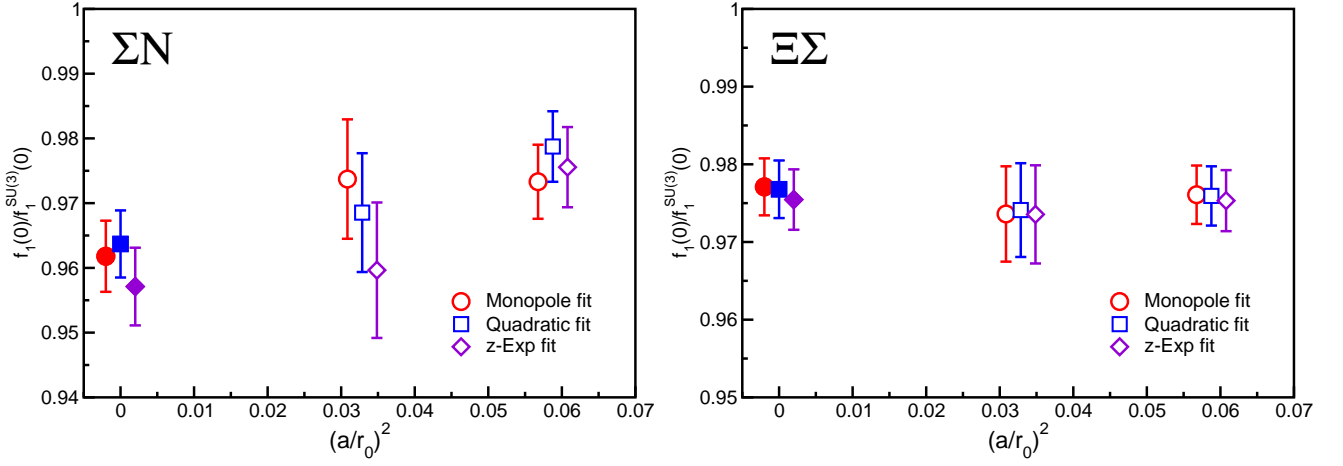 ΣN
f₁(0)/f₁^SU(3)(0)
1
0.99
0.98
0.97
0.96
0.95
0.94
Monopole fit
Quadratic fit
z-Exp fit
0 0.01 0.02 0.03 0.04 0.05 0.06 0.07
(a/r₀)²
ΞΣ
f₁(0)/f₁^SU(3)(0)
1
0.99
0.98
0.97
0.96
0.95
Monopole fit
Quadratic fit
z-Exp fit
0 0.01 0.02 0.03 0.04 0.05 0.06 0.07
(a/r₀)²